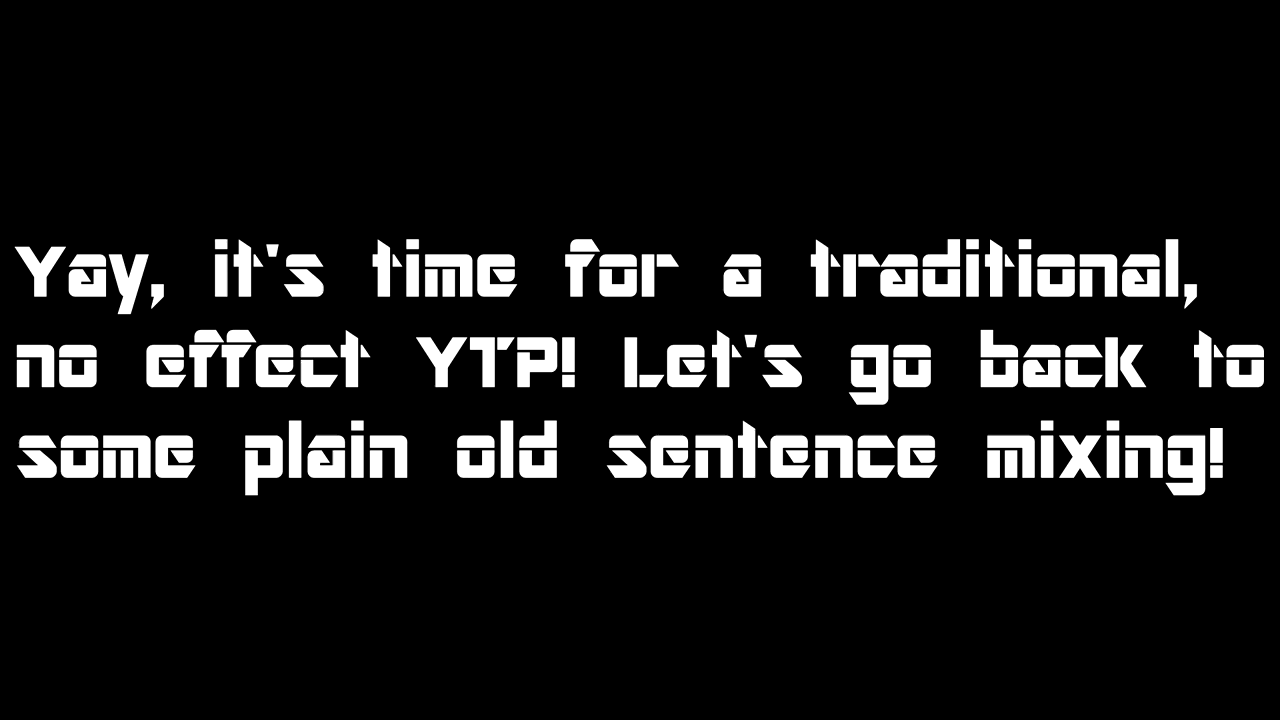 Yay, it's time for a traditional,
no effect YTP! Let's go back to
some plain old sentence mixing!